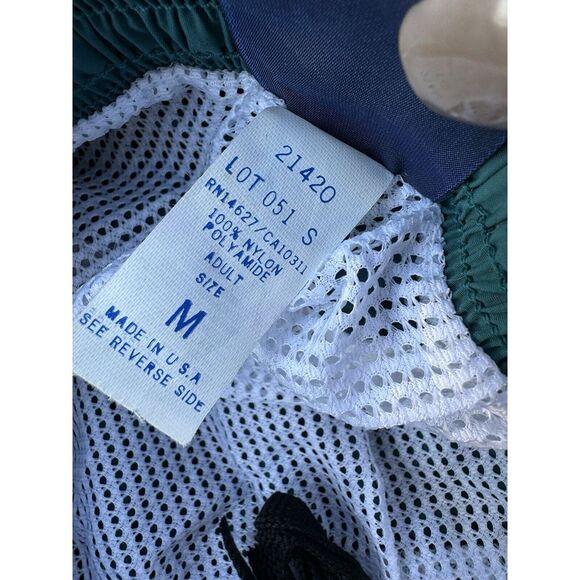 21420
LOT 051 S
RN14627/CA10311
100% NYLON
POLYAMIDE
ADULT
SIZE
M
MADE IN U.S.A
SEE REVERSE SIDE